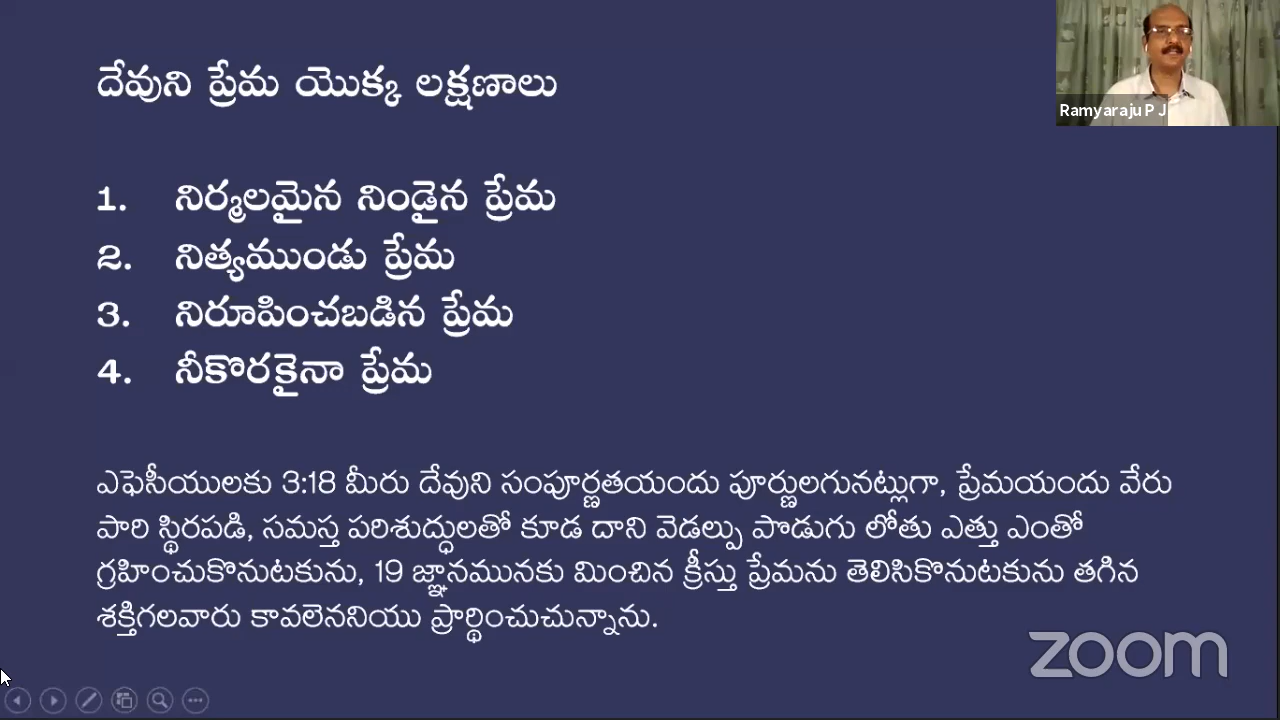 దేవుని ప్రేమ యొక్క లక్షణాలు
Ramyaraju P J
1. నిర్మలమైన నిండైన ప్రేమ
2. నిత్యముండు ప్రేమ
3. నిరూపించబడిన ప్రేమ
4. నీకొరకైనా ప్రేమ
ఎఫెసీయులకు 3:18 మీరు దేవుని సంపూర్ణతయందు పూర్ణులగునట్లుగా, ప్రేమయందు వేరు
పారి స్థిరపడి, సమస్త పరిశుద్ధులతో కూడ దాని వెడల్పు పొడుగు లోతు ఎత్తు ఎంతో
గ్రహించుకొనుటకును, 19 జ్ఞానమునకు మించిన క్రీస్తు ప్రేమను తెలిసికొనుటకును తగిన
శక్తిగలవారు కావలెననియు ప్రార్థించుచున్నాను.
zoom